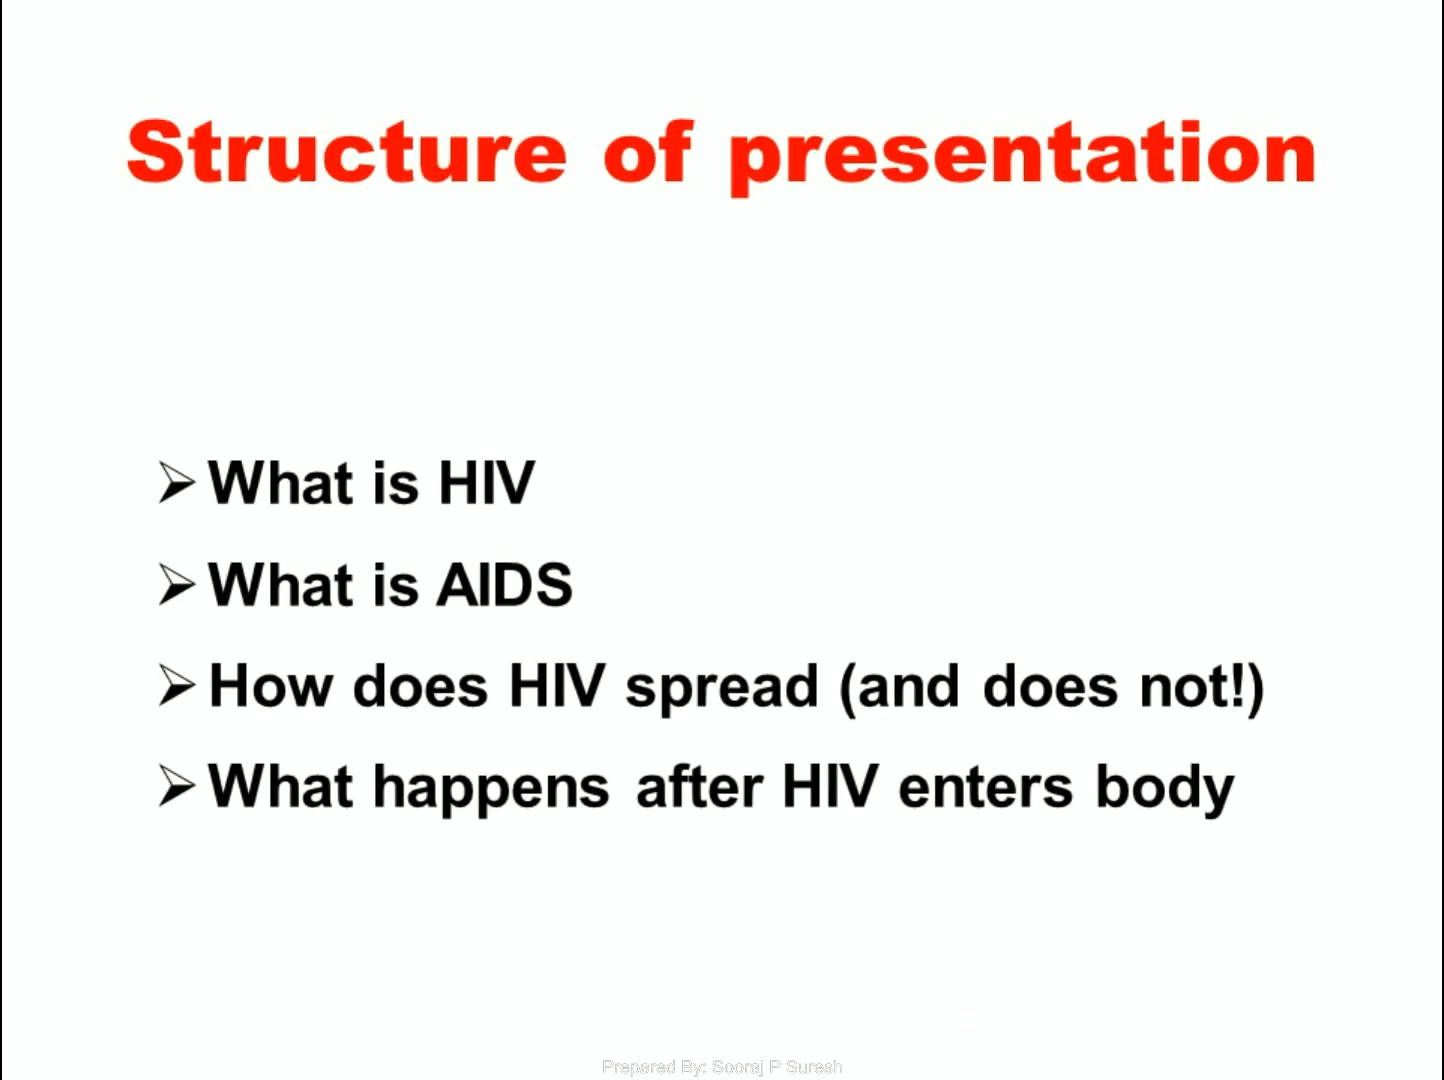 Structure of presentation
➢ What is HIV
➢ What is AIDS
➢ How does HIV spread (and does not!)
➢ What happens after HIV enters body
Prepared By: Sooraj P Suresh